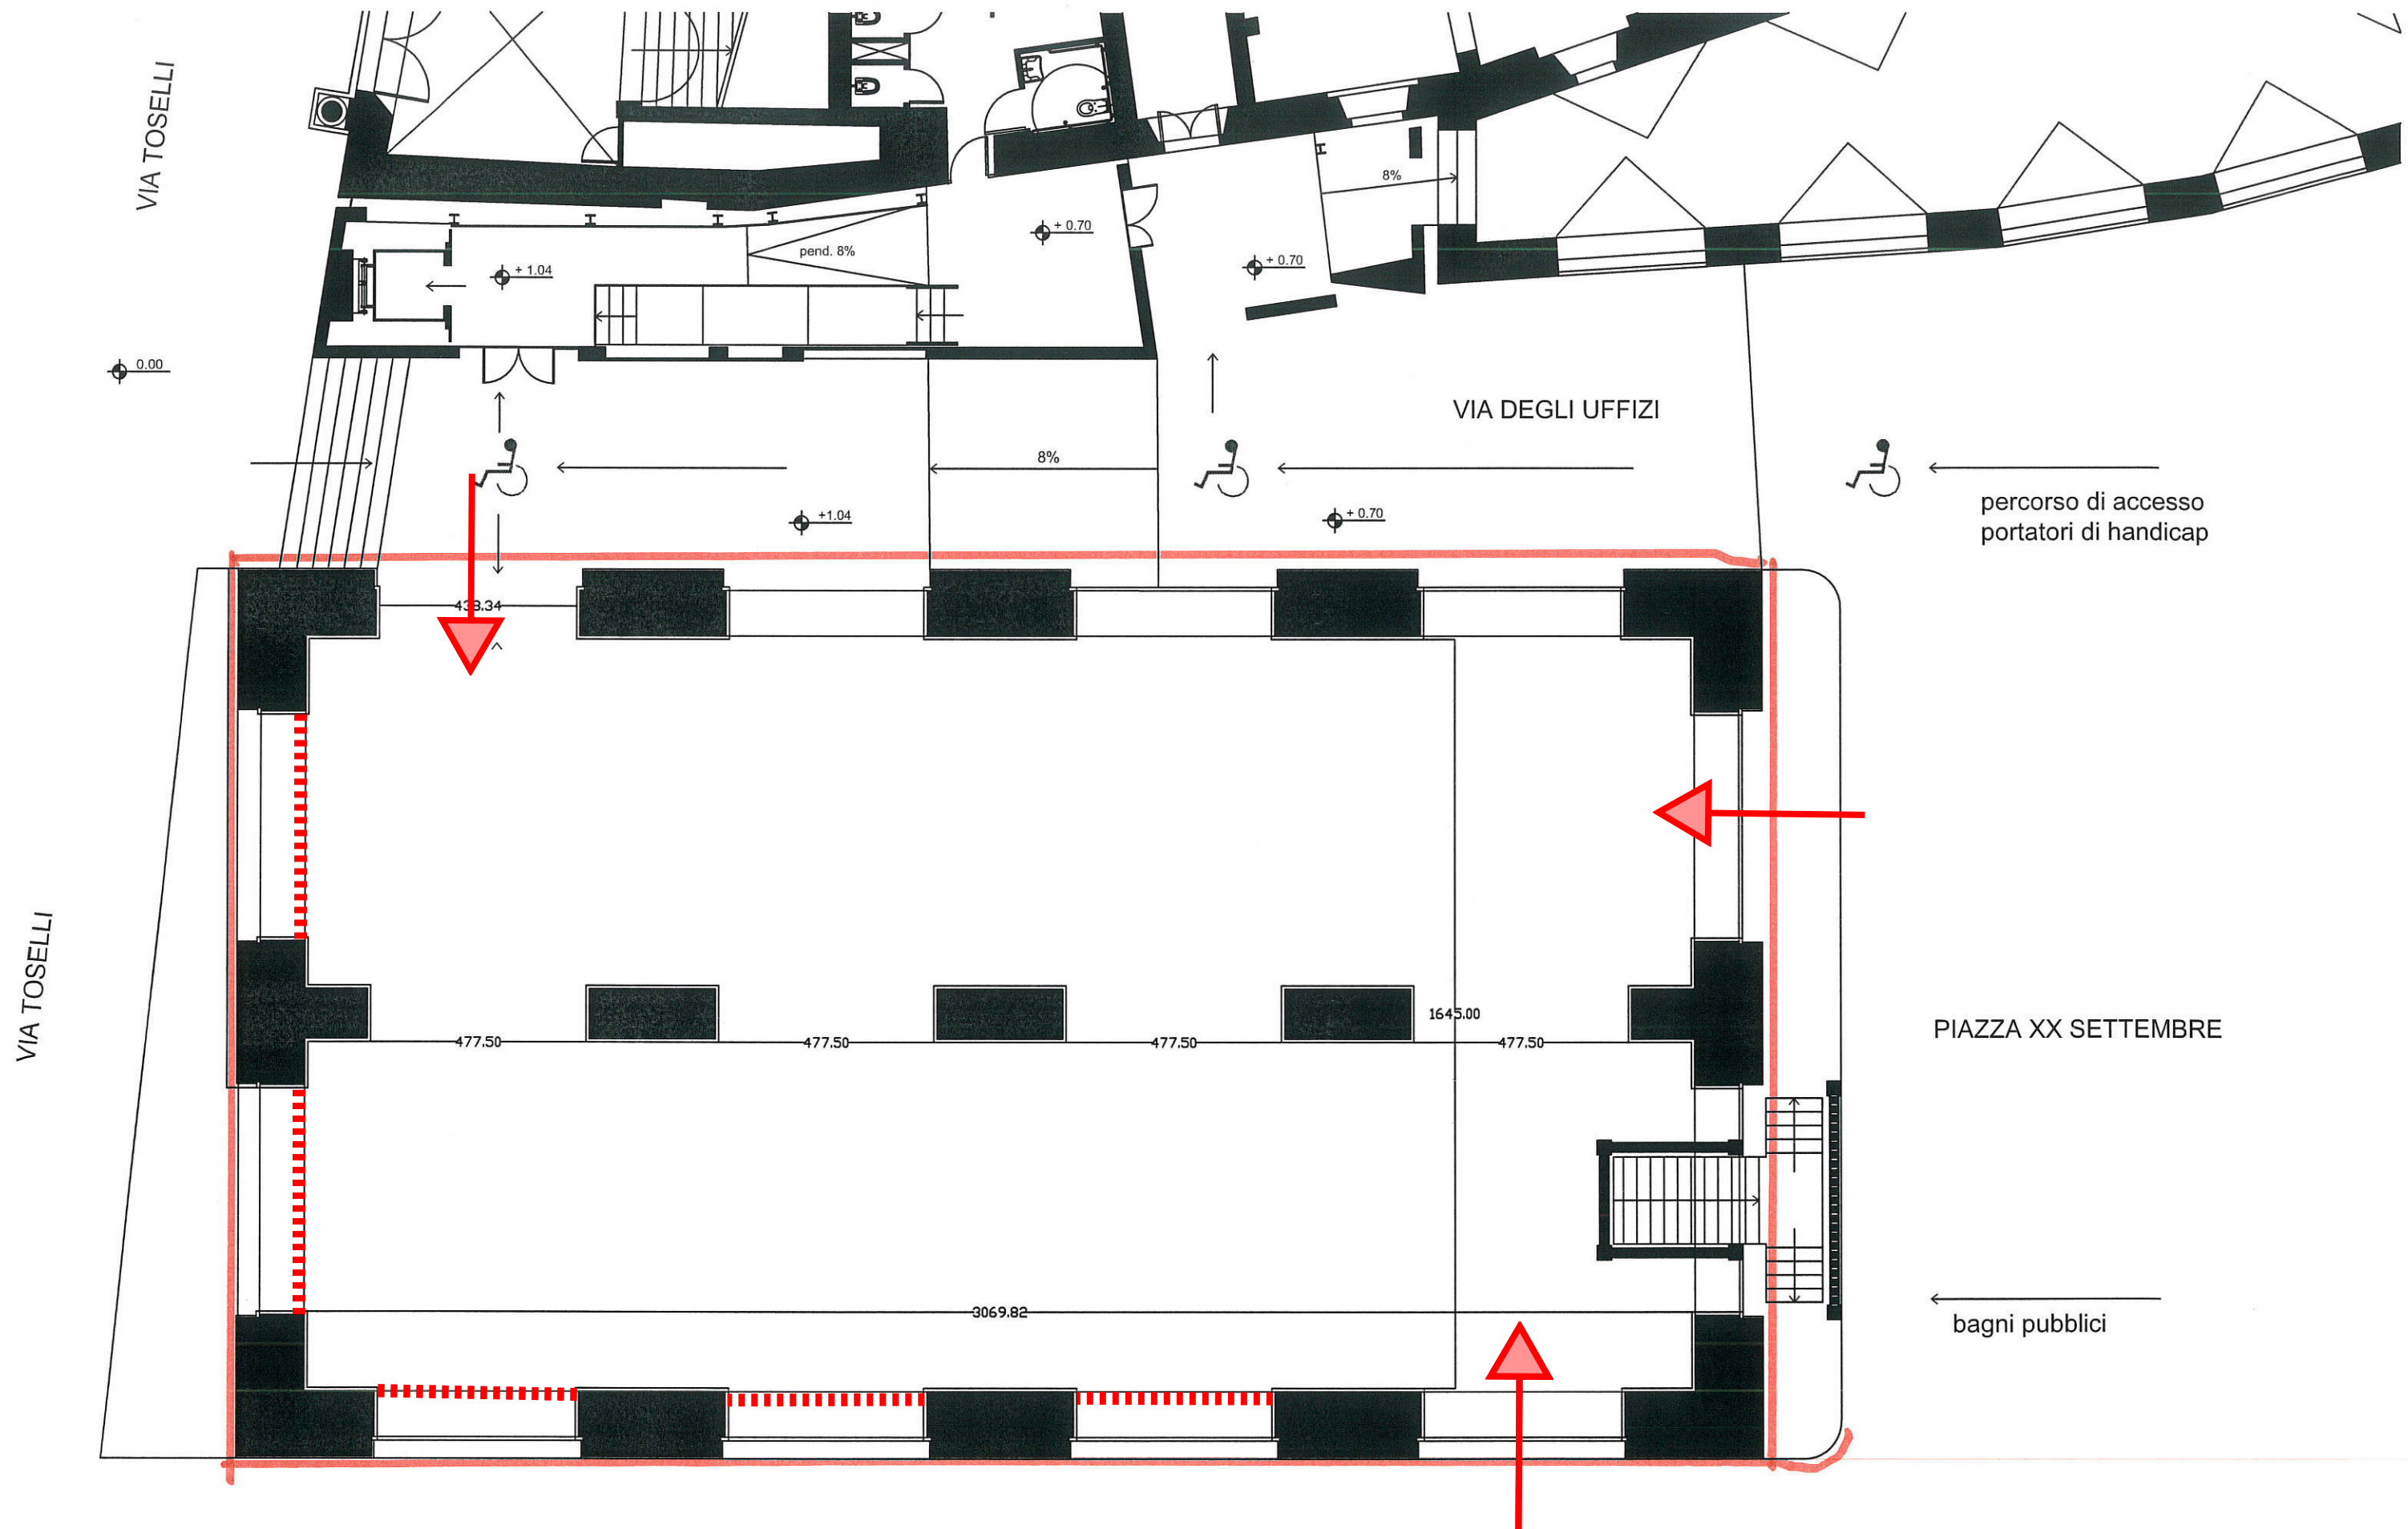 VIA TOSELLI
8%
+ 0.70
pend. 8%
+ 0.70
+ 1.04
0.00
VIA DEGLI UFFIZI
8%
percorso di accesso
portatori di handicap
+1.04
+ 0.70
438.34
VIA TOSELLI
1645.00
PIAZZA XX SETTEMBRE
477.50
477.50
477.50
477.50
3069.82
bagni pubblici